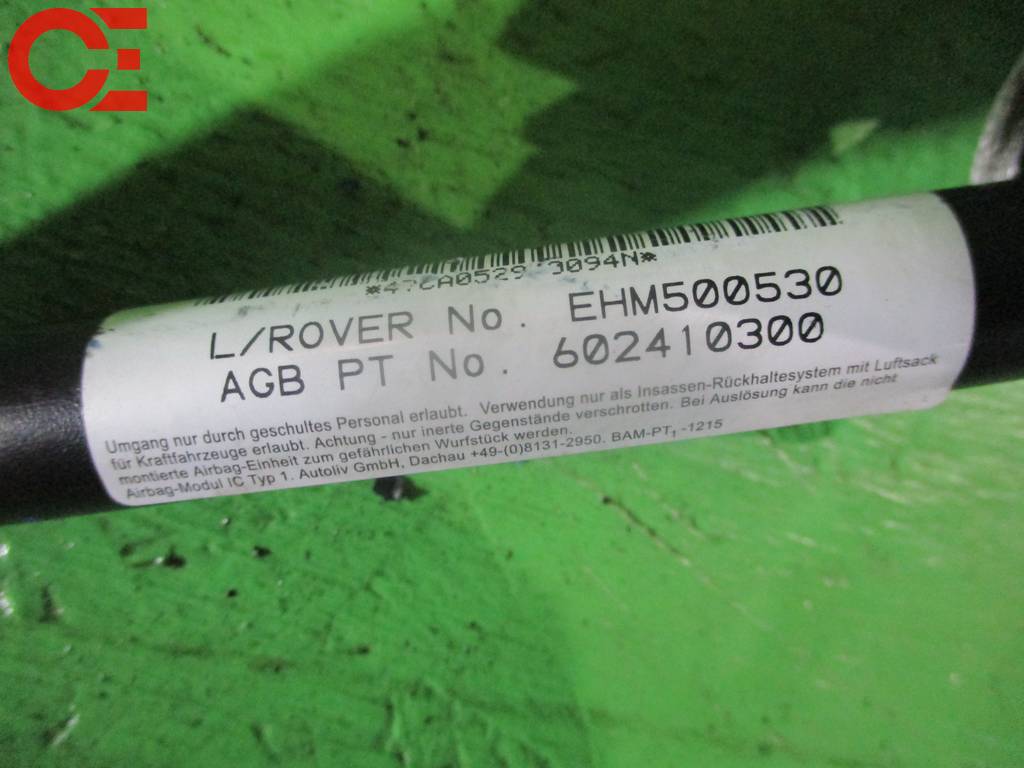 CE
*47CA0529 3094N*
L/ROVER No. EHM500530
AGB PT No. 602410300
Umgang nur durch geschultes Personal erlaubt. Verwendung nur als Insassen-Rückhaltesystem mit Luftsack
für Kraftfahrzeuge erlaubt. Achtung - nur inerte Gegenstände verschrotten. Bei Auslösung kann die nicht
montierte Airbag-Einheit zum gefährlichen Wurfstück werden.
Airbag-Modul IC Typ 1. Autoliv GmbH, Dachau +49-(0)8131-2950. BAM-PT₁ -1215